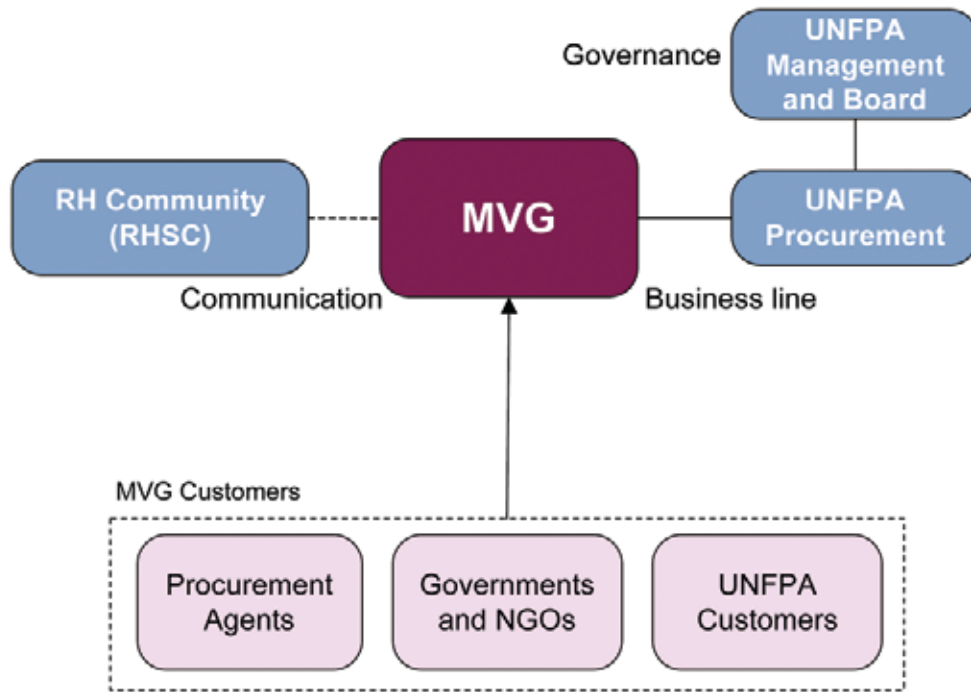 Governance
UNFPA
Management
and Board
RH Community
(RHSC)
MVG
UNFPA
Procurement
Communication
Business line
MVG Customers
Procurement
Agents
Governments
and NGOs
UNFPA
Customers